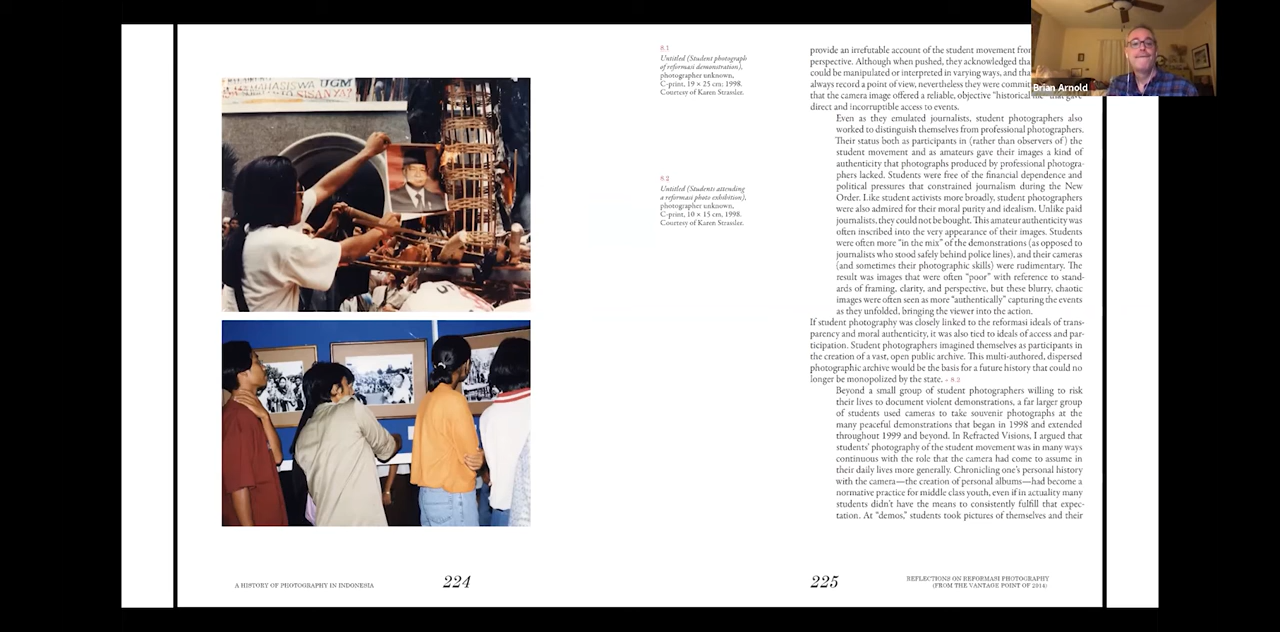 MAHASISWA UGM
8.1
Untitled (Student photograph
of reformasi demonstration),
photographer unknown,
C-print, 19 × 25 cm; 1998.
Courtesy of Karen Strassler.
8.2
Untitled (Students attending
a reformasi photo exhibition),
photographer unknown,
C-print, 10 × 15 cm, 1998.
Courtesy of Karen Strassler.
provide an irrefutable account of the student movement from
perspective. Although when pushed, they acknowledged
could be manipulated or interpreted in varying ways, and
always record a point of view, nevertheless they were
that the camera image offered a reliable, objective “historical
direct and incorruptible access to events.
Even as they emulated journalists, student photographers also
worked to distinguish themselves from professional photographers.
Their status both as participants in (rather than observers of) the
student movement and as amateurs gave their images a kind of
authenticity that photographs produced by professional photogra-
phers lacked. Students were free of the financial dependence and
political pressures that constrained journalism during the New
Order. Like student activists more broadly, student photographers
were also admired for their moral purity and idealism. Unlike paid
journalists, they could not be bought. This amateur authenticity was
often inscribed into the very appearance of their images. Students
were often more “in the mix” of the demonstrations (as opposed to
journalists who stood safely behind police lines), and their cameras
(and sometimes their photographic skills) were rudimentary. The
result was images that were often “poor” with reference to stand-
ards of framing, clarity, and perspective, but these blurry, chaotic
images were often seen as more “authentically” capturing the events
as they unfolded, bringing the viewer into the action.
If student photography was closely linked to the reformasi ideals of trans-
parency and moral authenticity, it was also tied to ideals of access and par-
ticipation. Student photographers imagined themselves as participants in
the creation of a vast, open public archive. This multi-authored, dispersed
photographic archive would be the basis for a future history that could no
longer be monopolized by the state. • 8.2
Beyond a small group of student photographers willing to risk
their lives to document violent demonstrations, a far larger group
of students used cameras to take souvenir photographs at the
many peaceful demonstrations that began in 1998 and extended
throughout 1999 and beyond. In Refracted Visions, I argued that
students’ photography of the student movement was in many ways
continuous with the role that the camera had come to assume in
their daily lives more generally. Chronicling one’s personal history
with the camera—the creation of personal albums—had become a
normative practice for middle class youth, even if in actuality many
students didn’t have the means to consistently fulfill that expec-
tation. At “demos,” students took pictures of themselves and their
A HISTORY OF PHOTOGRAPHY IN INDONESIA
224
225
REFLECTIONS ON REFORMASI PHOTOGRAPHY
(FROM THE VANTAGE POINT OF 2014)
Brian Arnold